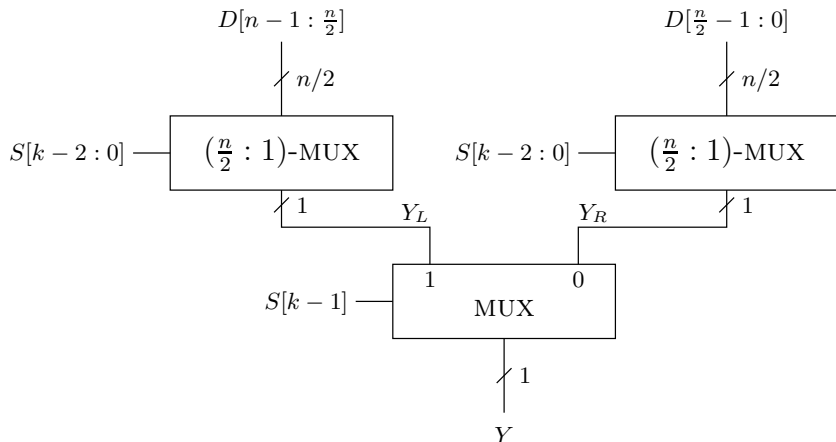 D[n − 1 : n/2] D[n/2 − 1 : 0]
n/2 n/2
S[k − 2 : 0] (n/2 : 1)-MUX S[k − 2 : 0] (n/2 : 1)-MUX
1 Y_L Y_R 1
1 0
S[k − 1] MUX
1
Y